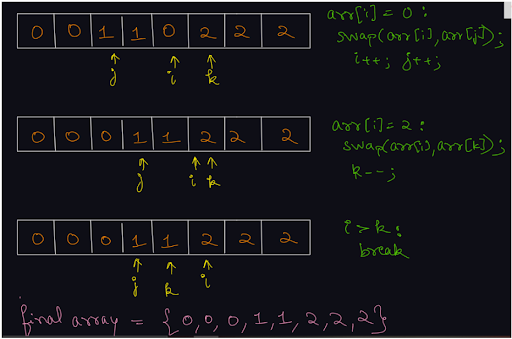 0 0 1 1 0 2 2 2
j i k
arr[i] = 0 :
swap(arr[i], arr[j]);
i++; j++;
0 0 0 1 1 2 2 2
j i k
arr[i] = 2 :
swap(arr[i], arr[k]);
k--;
0 0 0 1 1 2 2 2
j k i
i > k :
break
final array = {0,0,0,1,1,2,2,2}